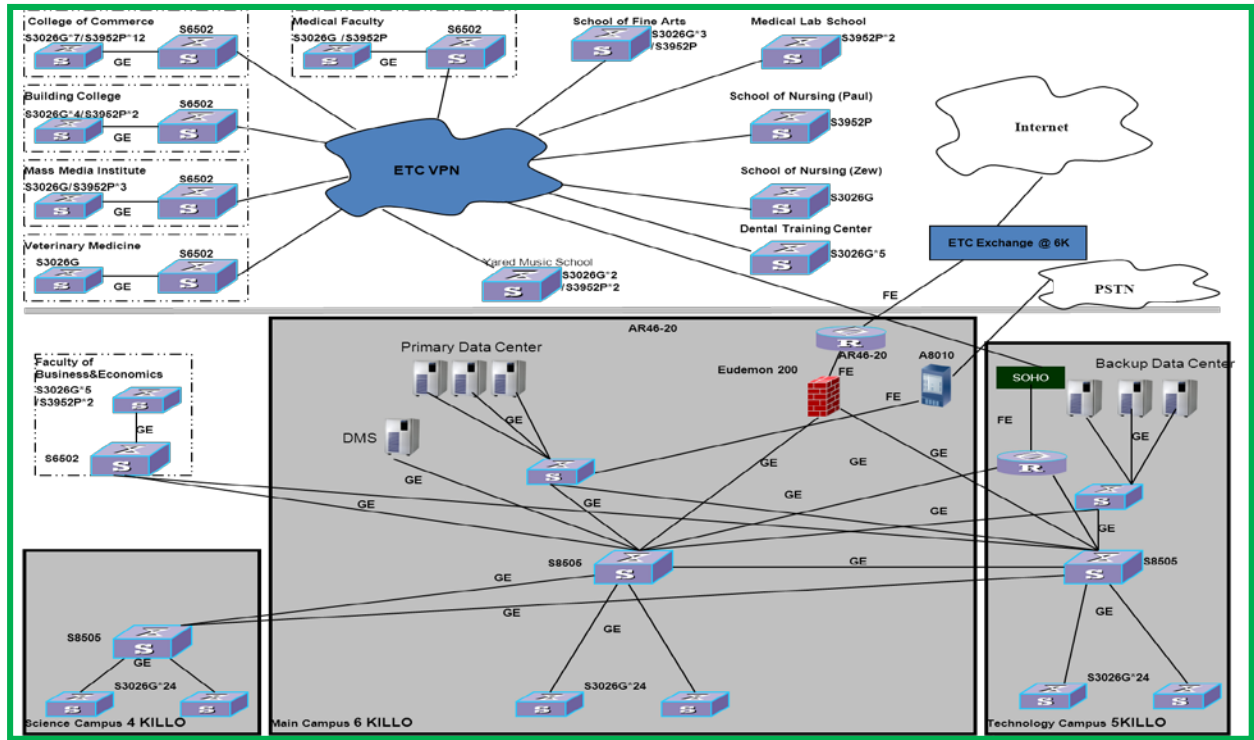 College of Commerce
S3026G*7/S3952P*12
S6502
GE
Medical Faculty
S3026G /S3952P
S6502
GE
School of Fine Arts
S3026G*3
/S3952P
Medical Lab School
S3952P*2
Building College
S3026G*4/S3952P*2
S6502
GE
School of Nursing (Paul)
S3952P
Internet
ETC VPN
Mass Media Institute
S3026G/S3952P*3
S6502
GE
School of Nursing (Zew)
S3026G
Veterinary Medicine
S3026G
S6502
GE
Dental Training Center
S3026G*5
ETC Exchange @ 6K
Yared Music School
S3026G*2
/S3952P*2
FE
PSTN
AR46-20
Faculty of
Business&Economics
S3026G*5
/S3952P*2
GE
S6502
Primary Data Center
GE
DMS
GE
Eudemon 200
AR46-20
FE
A8010
FE
SOHO
FE
Backup Data Center
GE
GE
GE
GE
GE
GE
GE
GE
S8505
GE
S8505
GE
GE
S8505
GE
S3026G*24
Science Campus 4 KILLO
GE
S3026G*24
Main Campus 6 KILLO
GE
S3026G*24
Technology Campus 5KILLO